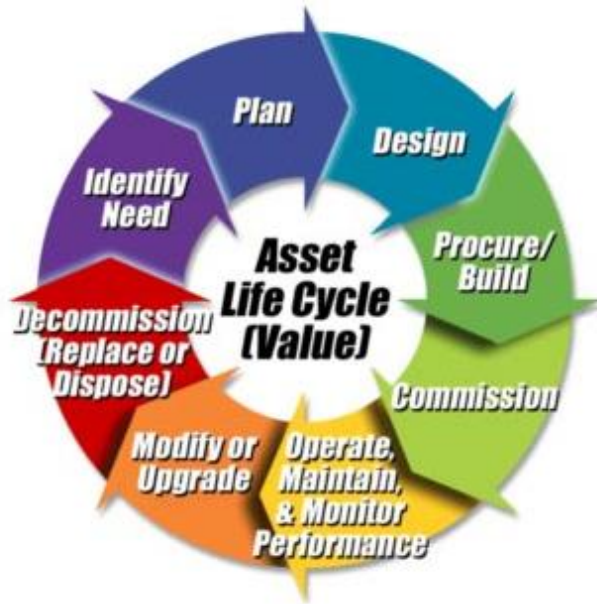 Plan
Design
Identify
Need
Procure/
Build
Asset
Life Cycle
(Value)
Decommission
(Replace or
Dispose)
Commission
Modify or
Upgrade
Operate,
Maintain,
& Monitor
Performance